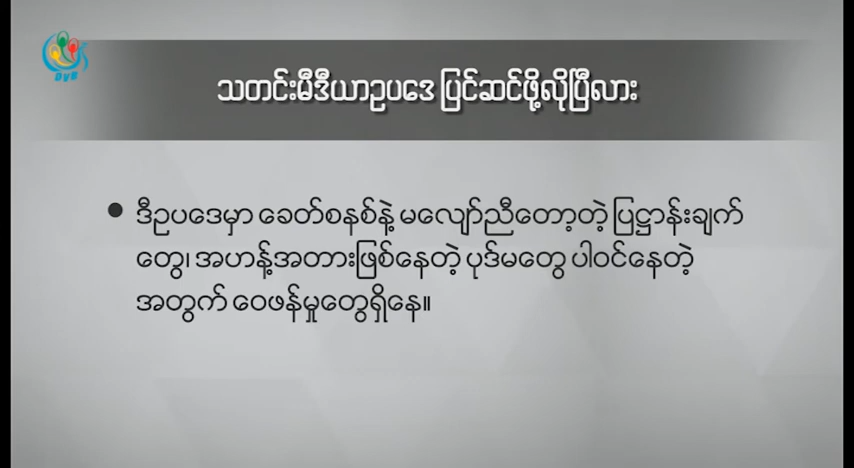 DVB
သတင်းမီဒီယာဥပဒေ ပြင်ဆင်ဖို့လိုပြီလား
• ဒီဥပဒေမှာ ခေတ်စနစ်နဲ့ မလျော်ညီတော့တဲ့ ပြဋ္ဌာန်းချက်
တွေ၊ အဟန့်အတားဖြစ်နေတဲ့ ပုဒ်မတွေ ပါဝင်နေတဲ့
အတွက် ဝေဖန်မှုတွေရှိနေ။